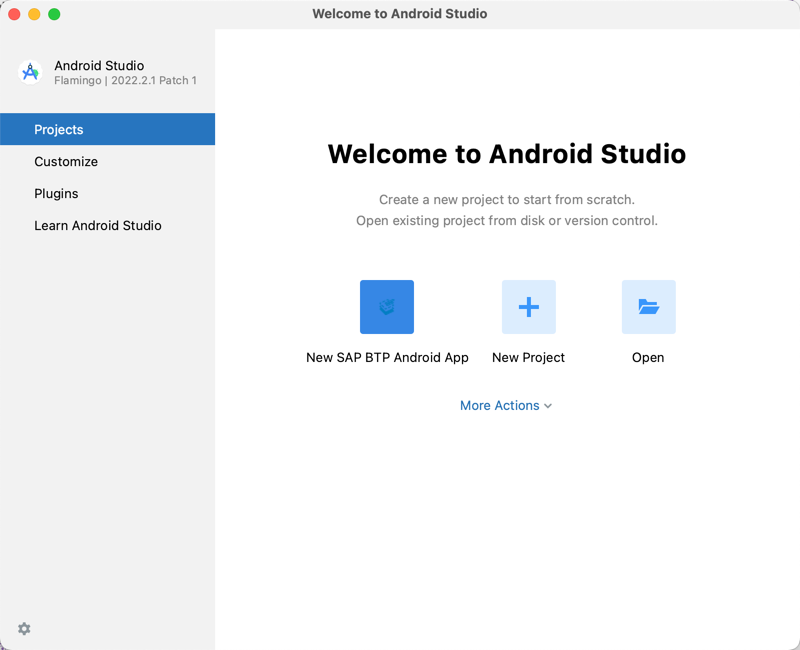 Welcome to Android Studio
Android Studio
Flamingo | 2022.2.1 Patch 1
Projects
Customize
Plugins
Learn Android Studio
Welcome to Android Studio
Create a new project to start from scratch.
Open existing project from disk or version control.
New SAP BTP Android App
New Project
Open
More Actions